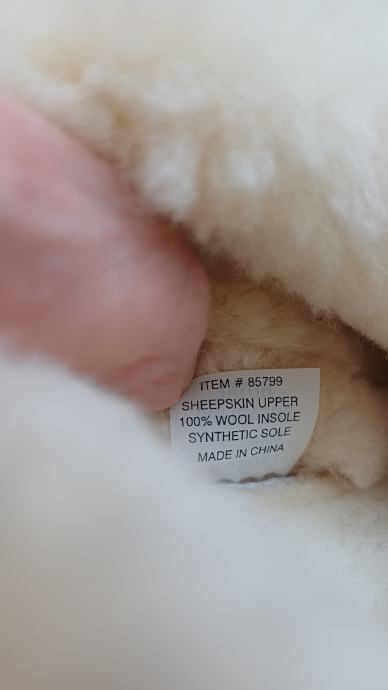 ITEM # 85799
SHEEPSKIN UPPER
100% WOOL INSOLE
SYNTHETIC SOLE
MADE IN CHINA